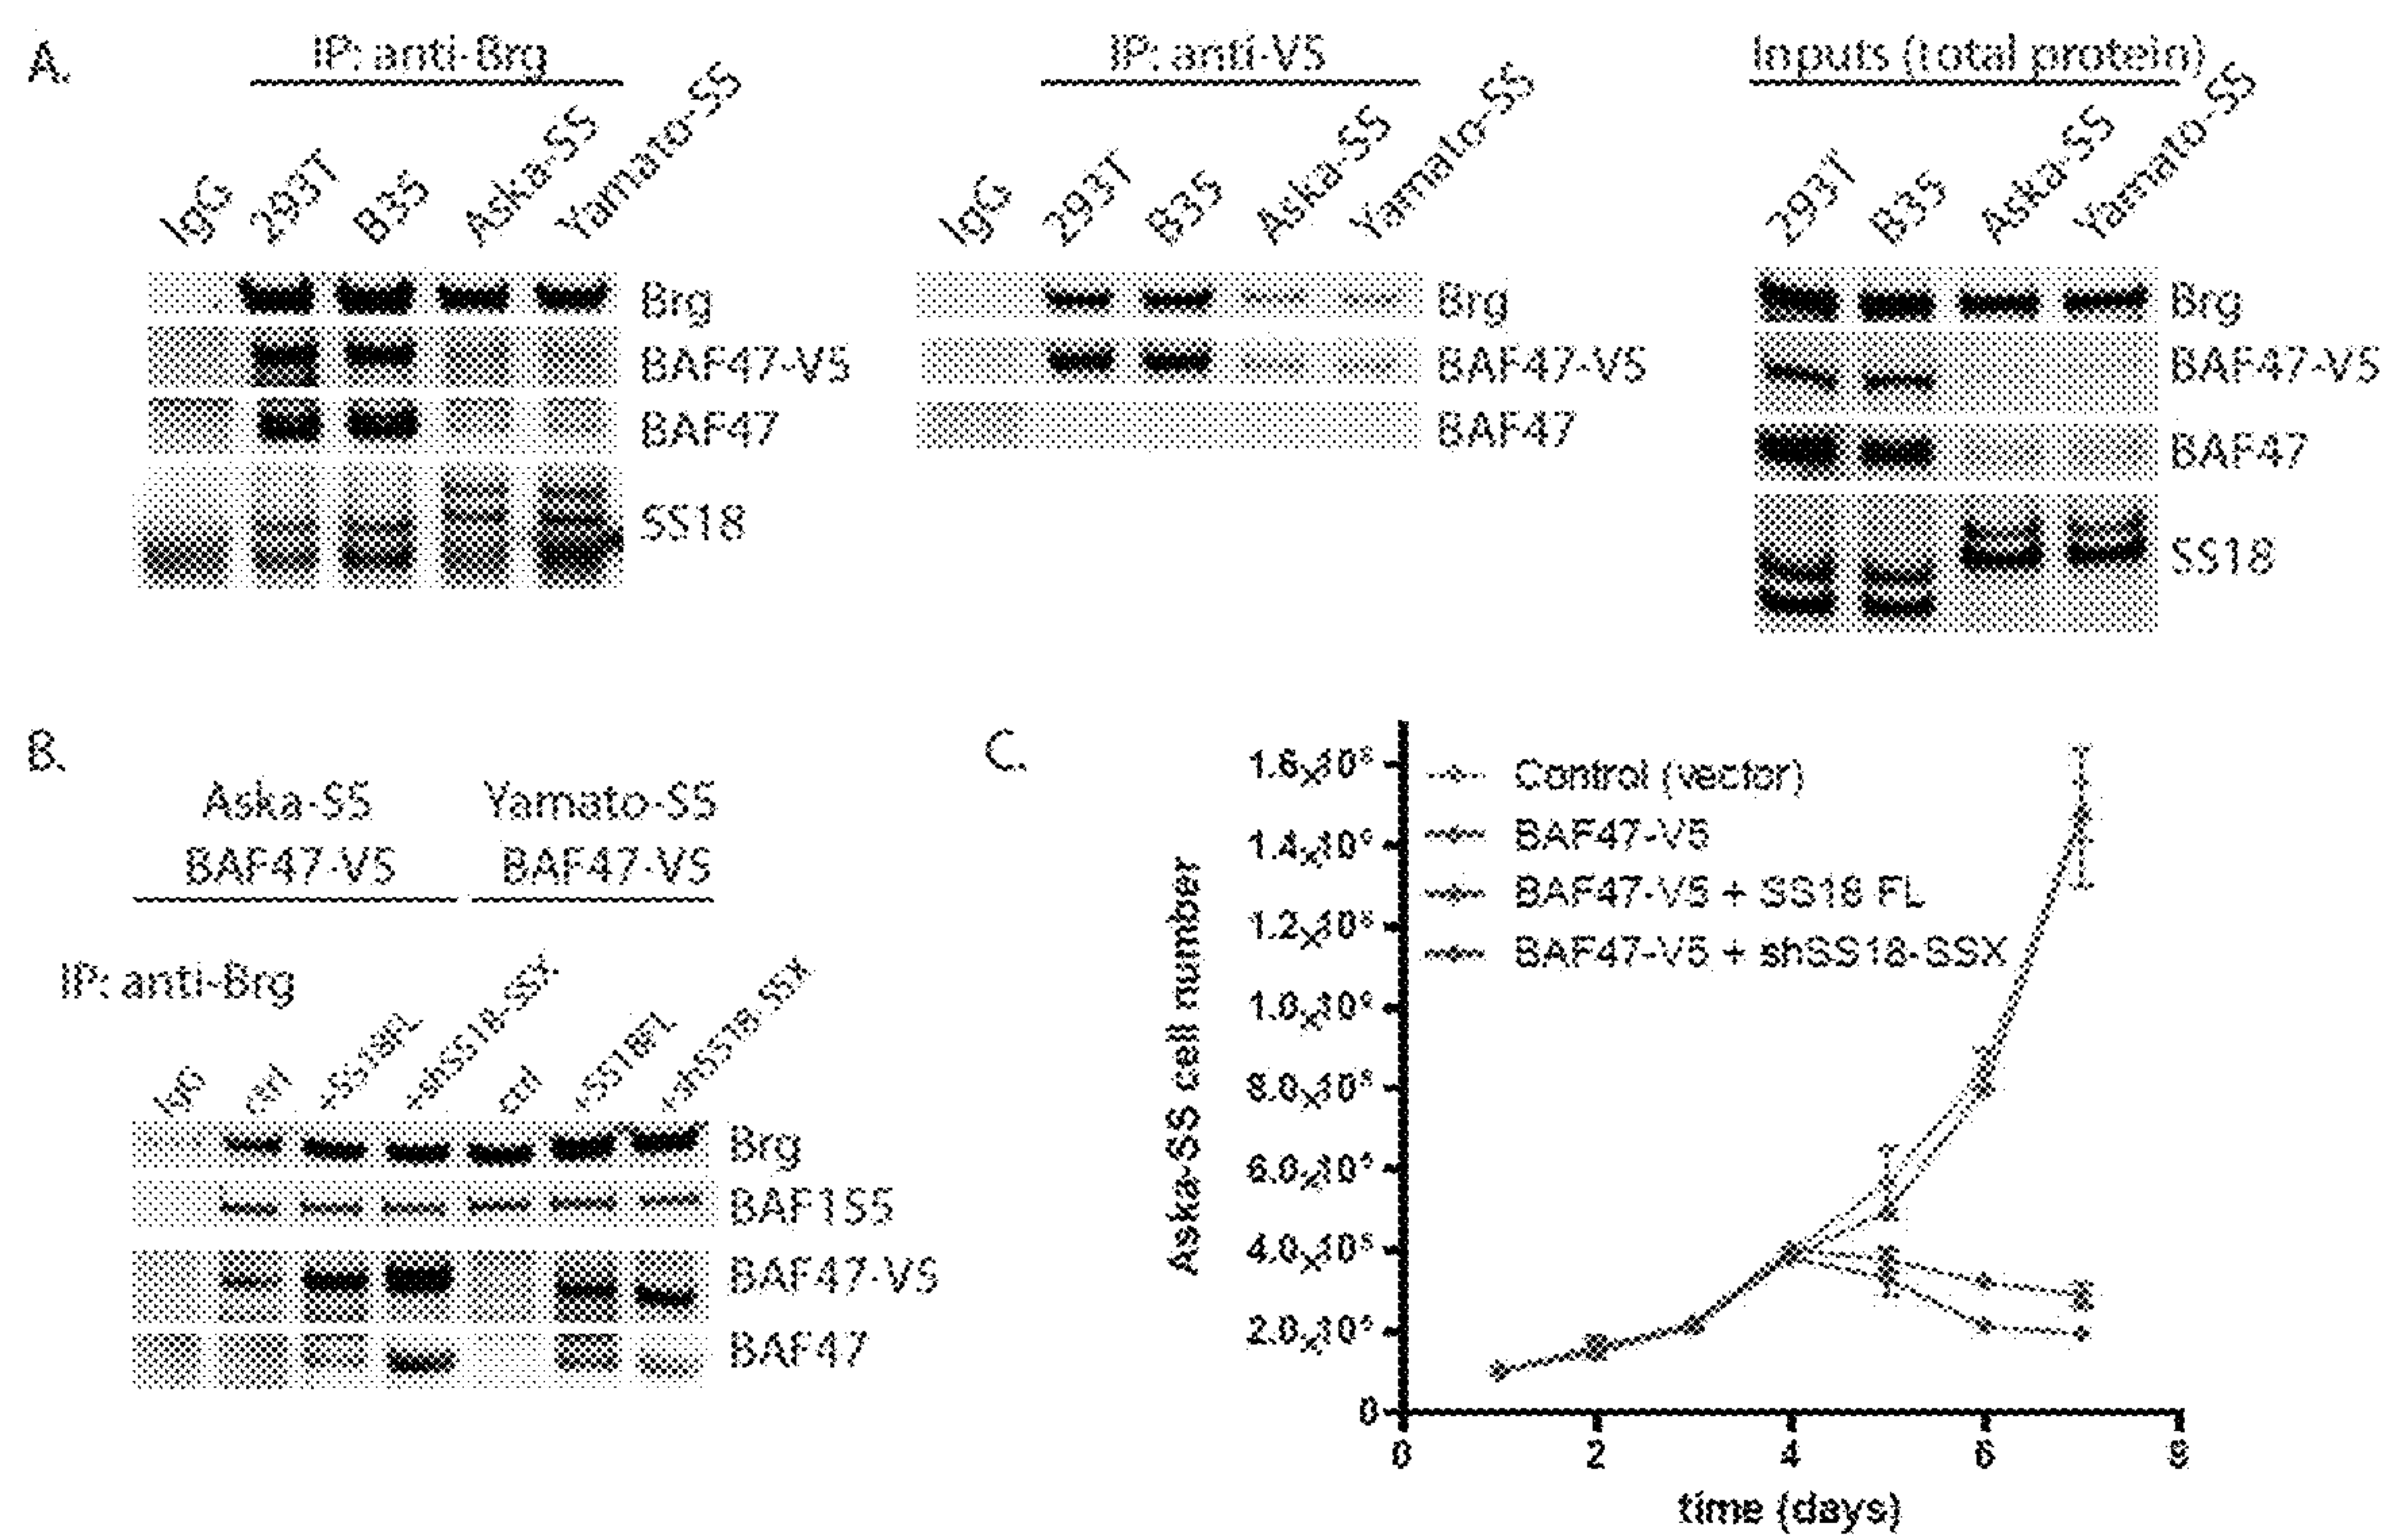 A.
IP: anti-Brg
IgG
293T
B35
Aska-SS
Yamato-SS
Brg
BAF47-V5
BAF47
SS18
IP: anti-V5
IgG
293T
B35
Aska-SS
Yamato-SS
Brg
BAF47-V5
BAF47
Inputs (total protein)
293T
B35
Aska-SS
Yamato-SS
Brg
BAF47-V5
BAF47
SS18
B.
Aska-SS
BAF47-V5
Yamato-SS
BAF47-V5
IP: anti-Brg
IgG
ctrl
+SS18FL
+shSS18-SSX
ctrl
+SS18FL
+shSS18-SSX
Brg
BAF155
BAF47-V5
BAF47
C.
Aska-SS cell number
Control (vector)
BAF47-V5
BAF47-V5 + SS18 FL
BAF47-V5 + shSS18-SSX
0
0
2
4
6
8
time (days)